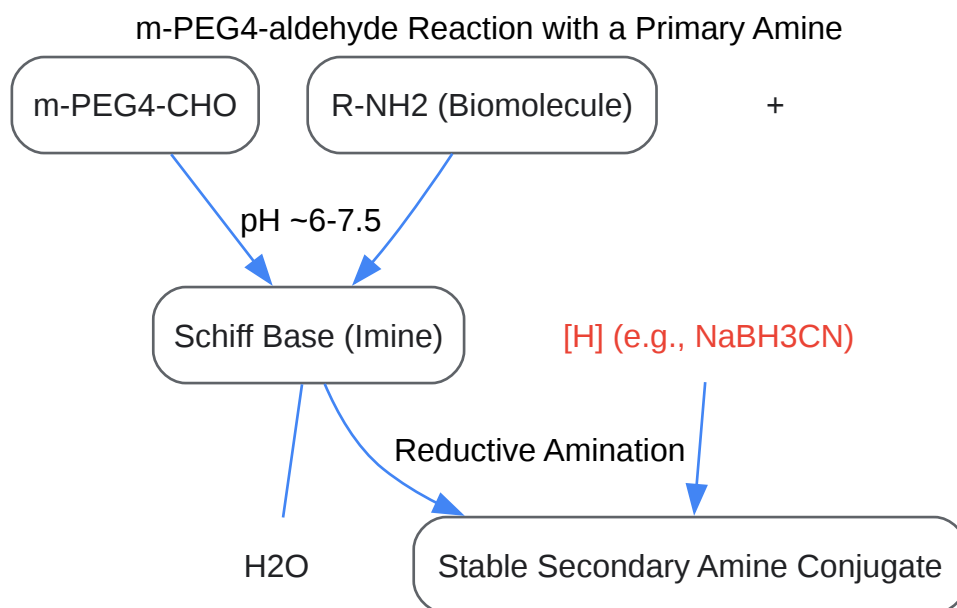 m-PEG4-aldehyde Reaction with a Primary Amine
m-PEG4-CHO
R-NH2 (Biomolecule)
+
pH ~6-7.5
Schiff Base (Imine)
[H] (e.g., NaBH3CN)
Reductive Amination
H2O
Stable Secondary Amine Conjugate